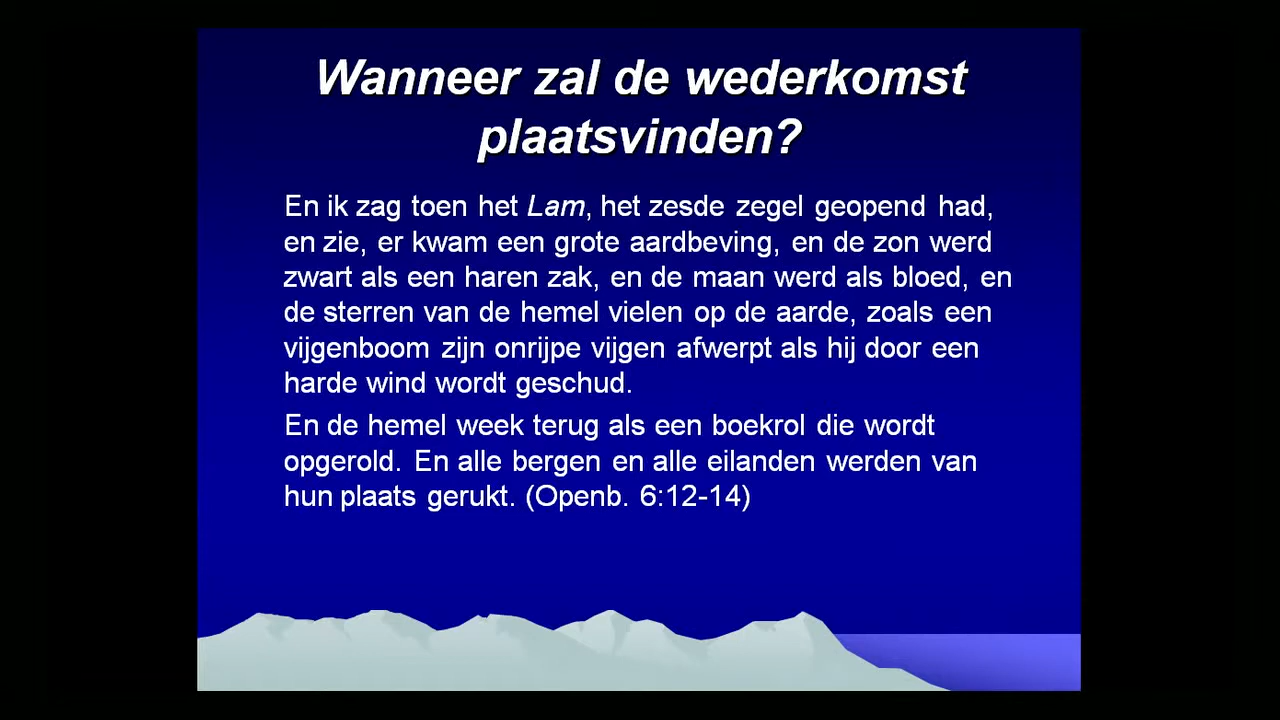 Wanneer zal de wederkomst
plaatsvinden?
En ik zag toen het Lam, het zesde zegel geopend had,
en zie, er kwam een grote aardbeving, en de zon werd
zwart als een haren zak, en de maan werd als bloed, en
de sterren van de hemel vielen op de aarde, zoals een
vijgenboom zijn onrijpe vijgen afwerpt als hij door een
harde wind wordt geschud.
En de hemel week terug als een boekrol die wordt
opgerold. En alle bergen en alle eilanden werden van
hun plaats gerukt. (Openb. 6:12-14)